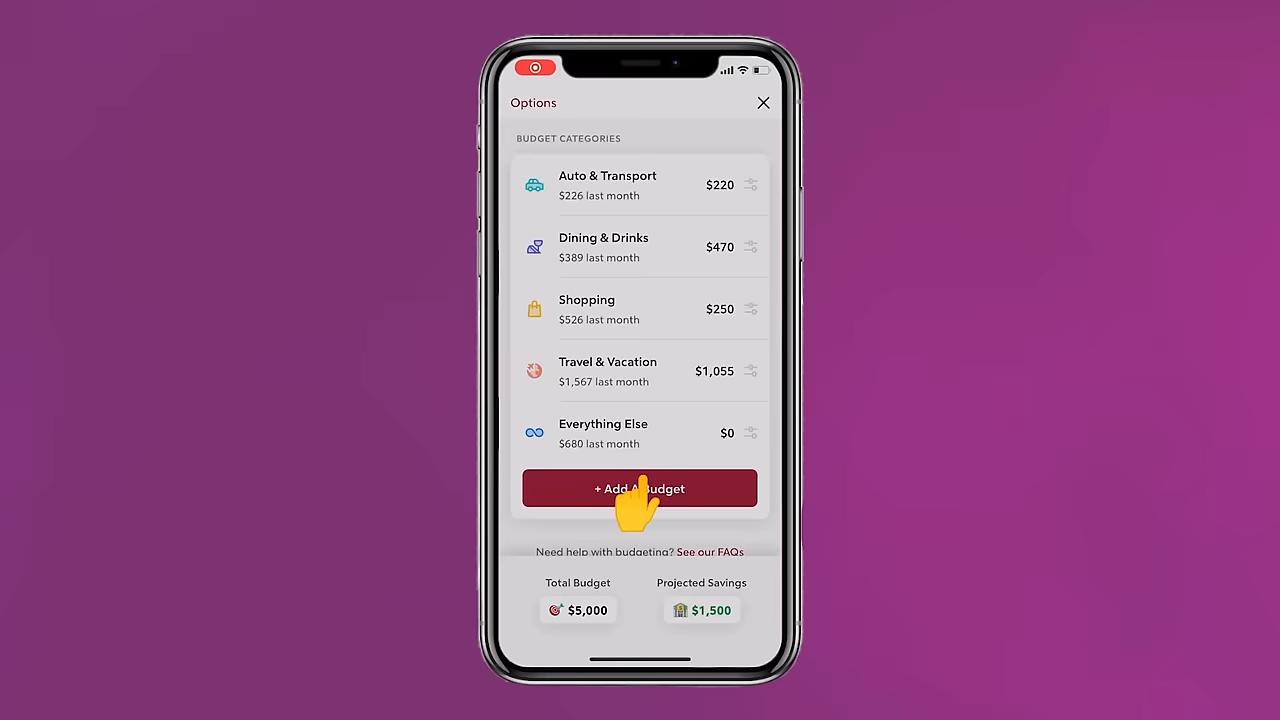 Options
BUDGET CATEGORIES
Auto & Transport
$226 last month
$220
Dining & Drinks
$389 last month
$470
Shopping
$526 last month
$250
Travel & Vacation
$1,567 last month
$1,055
Everything Else
$680 last month
$0
+ Add A Budget
Need help with budgeting? See our FAQs
Total Budget
$5,000
Projected Savings
$1,500